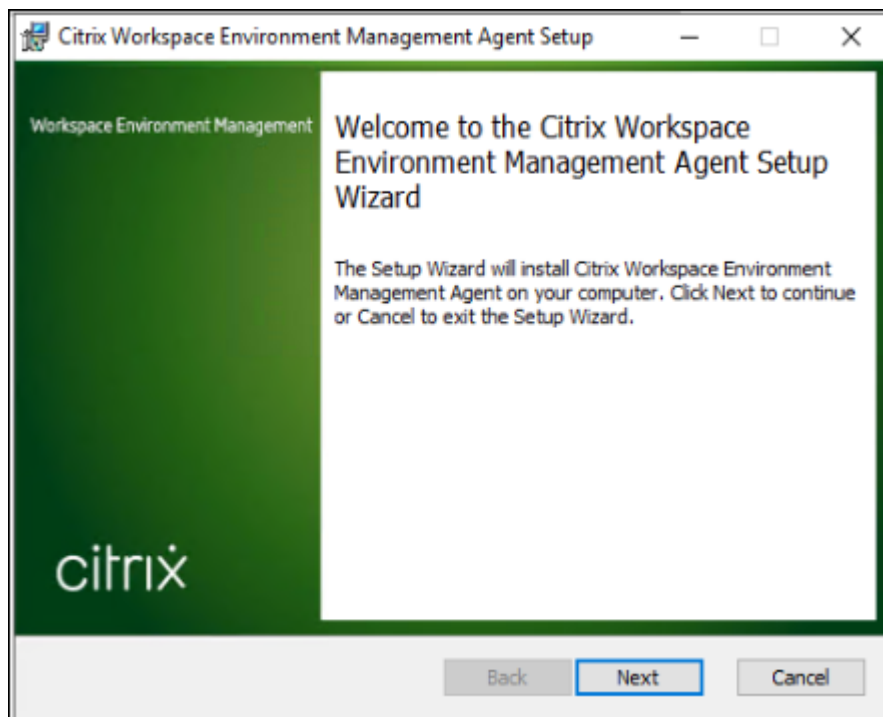 Citrix Workspace Environment Management Agent Setup
Workspace Environment Management
Welcome to the Citrix Workspace
Environment Management Agent Setup
Wizard
The Setup Wizard will install Citrix Workspace Environment
Management Agent on your computer. Click Next to continue
or Cancel to exit the Setup Wizard.
citrix
Back
Next
Cancel